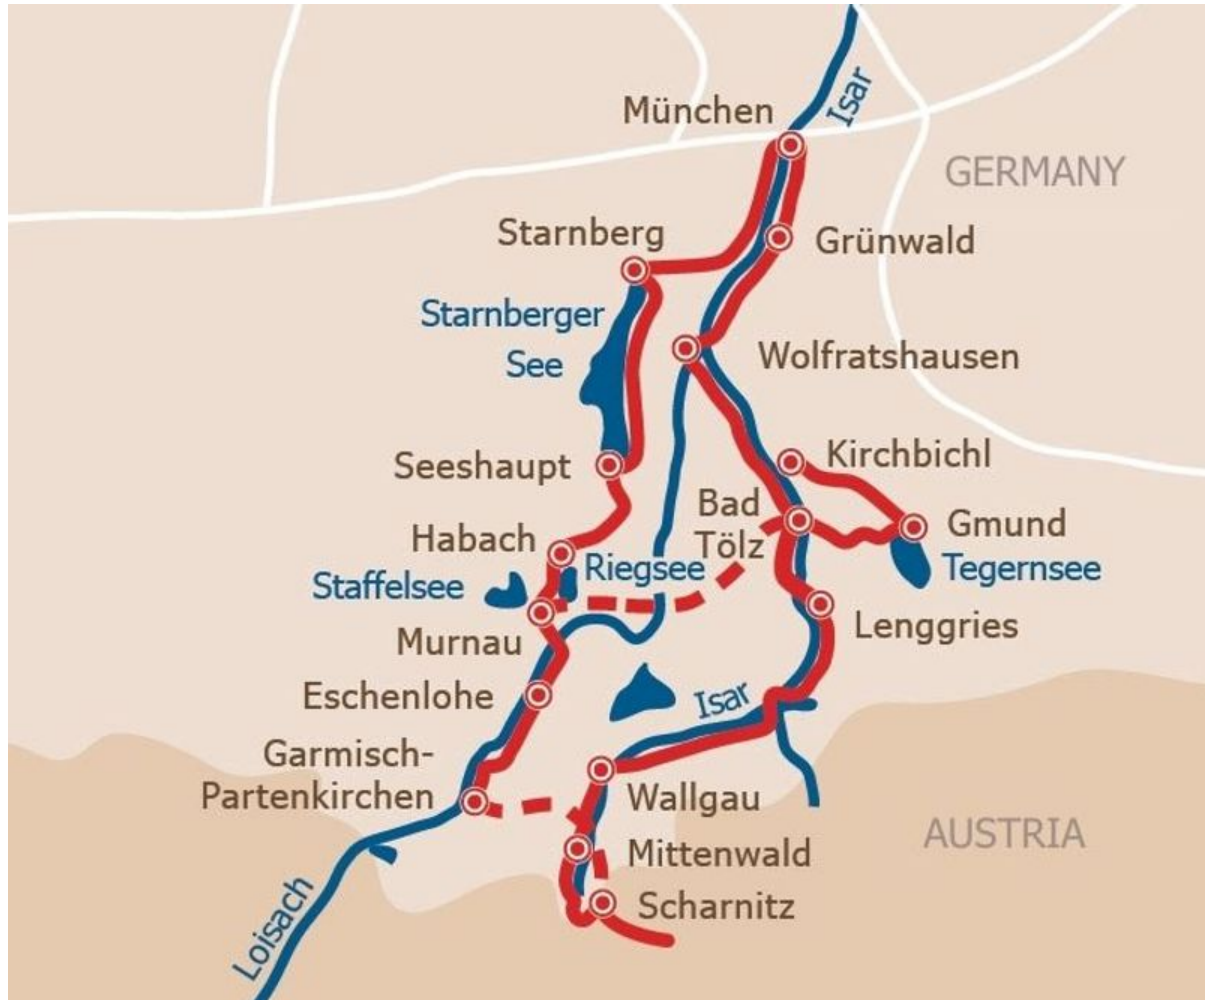 Isar
München
GERMANY
Starnberg
Grünwald
Starnberger
See
Wolfratshausen
Kirchbichl
Seeshaupt
Bad
Tölz
Gmund
Habach
Riegsee
Tegernsee
Staffelsee
Lenggries
Murnau
Eschenlohe
Isar
Garmisch-
Partenkirchen
Wallgau
AUSTRIA
Mittenwald
Scharnitz
Loisach